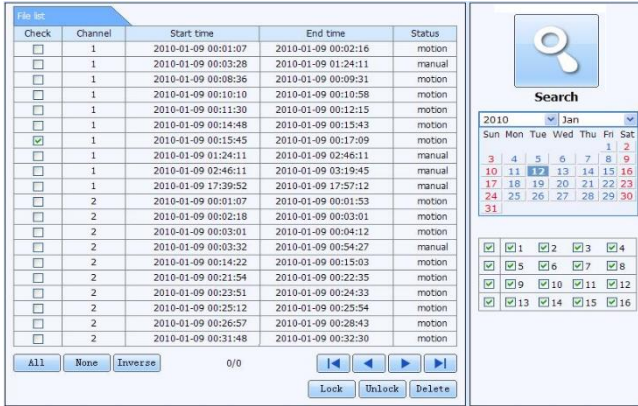 File list
Check Channel Start time End time Status
1 2010-01-09 00:01:07 2010-01-09 00:02:16 motion
1 2010-01-09 00:03:28 2010-01-09 01:24:11 manual
1 2010-01-09 00:08:36 2010-01-09 00:09:31 motion
1 2010-01-09 00:10:10 2010-01-09 00:10:58 motion
1 2010-01-09 00:11:30 2010-01-09 00:12:15 motion
1 2010-01-09 00:14:48 2010-01-09 00:15:43 motion
1 2010-01-09 00:15:45 2010-01-09 00:17:09 motion
1 2010-01-09 01:24:11 2010-01-09 02:46:11 manual
1 2010-01-09 02:46:11 2010-01-09 03:19:45 manual
1 2010-01-09 17:39:52 2010-01-09 17:57:12 manual
2 2010-01-09 00:01:07 2010-01-09 00:01:53 motion
2 2010-01-09 00:02:18 2010-01-09 00:03:01 motion
2 2010-01-09 00:03:01 2010-01-09 00:04:12 motion
2 2010-01-09 00:03:32 2010-01-09 00:54:27 manual
2 2010-01-09 00:14:22 2010-01-09 00:15:03 motion
2 2010-01-09 00:21:54 2010-01-09 00:22:35 motion
2 2010-01-09 00:23:51 2010-01-09 00:24:33 motion
2 2010-01-09 00:25:12 2010-01-09 00:25:54 motion
2 2010-01-09 00:26:57 2010-01-09 00:28:43 motion
2 2010-01-09 00:31:48 2010-01-09 00:32:30 motion
All None Inverse 0/0
Lock Unlock Delete
Search
2010 Jan
Sun Mon Tue Wed Thu Fri Sat
1 2
3 4 5 6 7 8 9
10 11 12 13 14 15 16
17 18 19 20 21 22 23
24 25 26 27 28 29 30
31
1 2 3 4
5 6 7 8
9 10 11 12
13 14 15 16